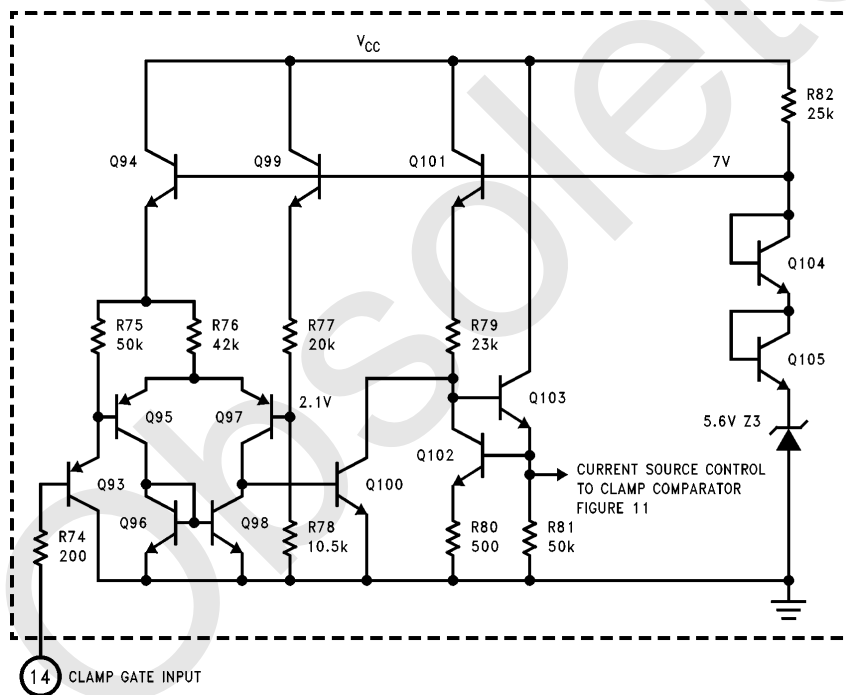 V_CC
R82
25k
Q94
Q99
Q101
7V
Q104
R75
50k
R76
42k
R77
20k
R79
23k
Q105
Q95
Q97
2.1V
Q103
5.6V Z3
Q93
Q96
Q98
Q100
Q102
CURRENT SOURCE CONTROL
TO CLAMP COMPARATOR
FIGURE 11
R74
200
R78
10.5k
R80
500
R81
50k
14 CLAMP GATE INPUT
Obsolete